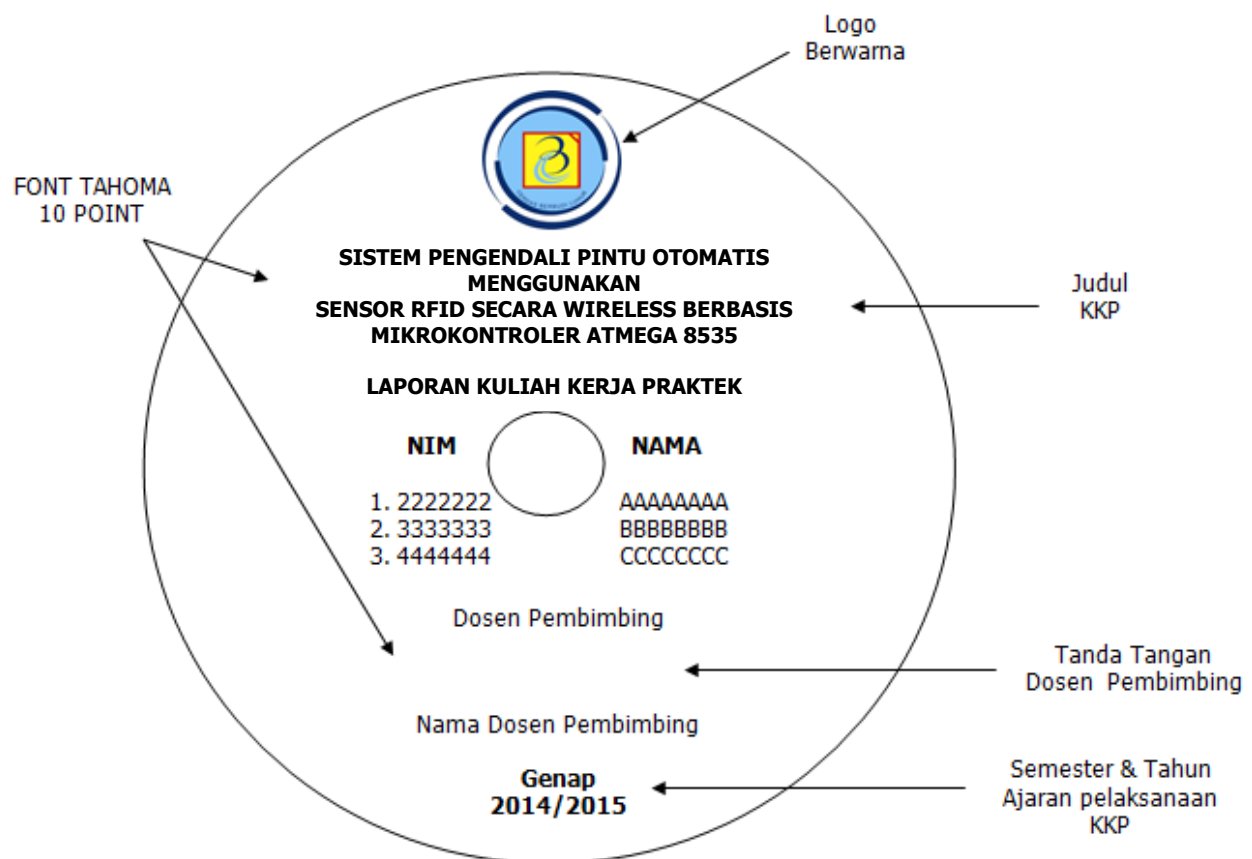 Logo
Berwarna
FONT TAHOMA
10 POINT
SISTEM PENGENDALI PINTU OTOMATIS
MENGGUNAKAN
SENSOR RFID SECARA WIRELESS BERBASIS
MIKROKONTROLER ATMEGA 8535
Judul
KKP
LAPORAN KULIAH KERJA PRAKTEK
NIM NAMA
1. 2222222 AAAAAAAA
2. 3333333 BBBBBBBB
3. 4444444 CCCCCCCC
Dosen Pembimbing
Tanda Tangan
Dosen Pembimbing
Nama Dosen Pembimbing
Genap
2014/2015
Semester & Tahun
Ajaran pelaksanaan
KKP